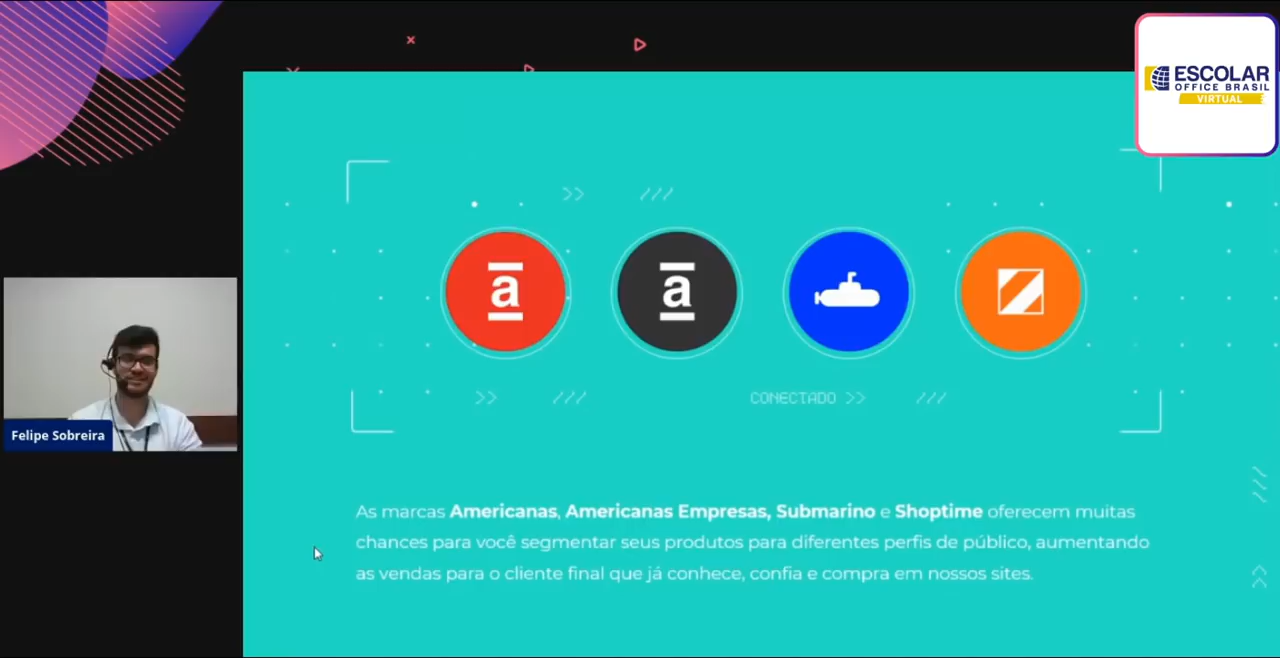 ESCOLAR
OFFICE BRASIL
VIRTUAL
a
a
CONECTADO >>
Felipe Sobreira
As marcas Americanas, Americanas Empresas, Submarino e Shoptime oferecem muitas
chances para você segmentar seus produtos para diferentes perfis de público, aumentando
as vendas para o cliente final que já conhece, confia e compra em nossos sites.